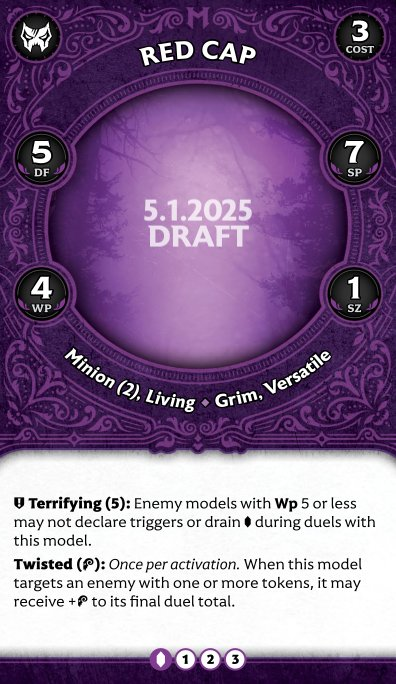 RED CAP
3
COST
5
DF
7
SP
5.1.2025
DRAFT
4
WP
1
SZ
Minion (2), Living ◆ Grim, Versatile
Terrifying (5): Enemy models with Wp 5 or less
may not declare triggers or drain during duels with
this model.
Twisted ( ): Once per activation. When this model
targets an enemy with one or more tokens, it may
receive + to its final duel total.
1 2 3